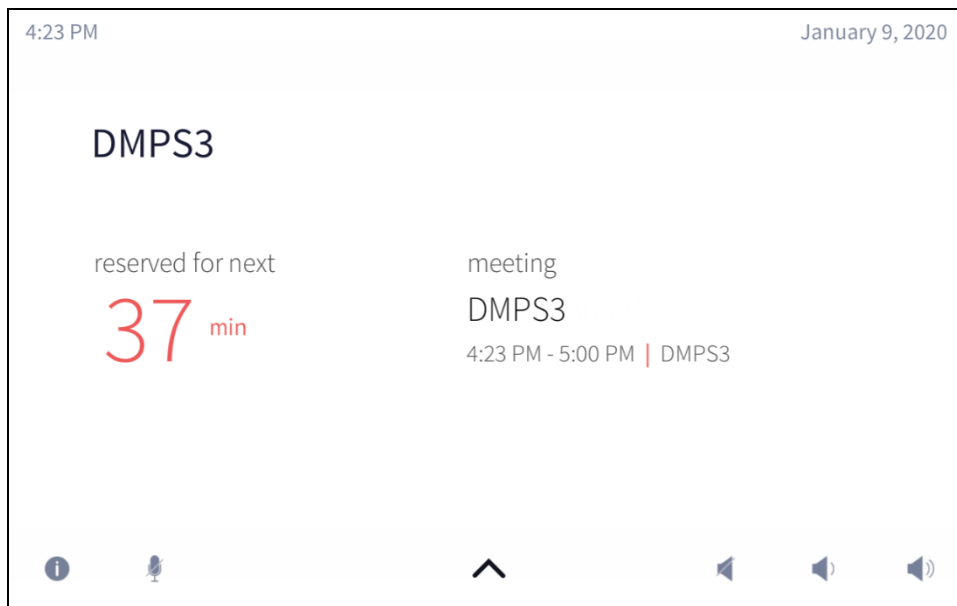 4:23 PM
January 9, 2020
DMPS3
reserved for next
37 min
meeting
DMPS3
4:23 PM - 5:00 PM | DMPS3